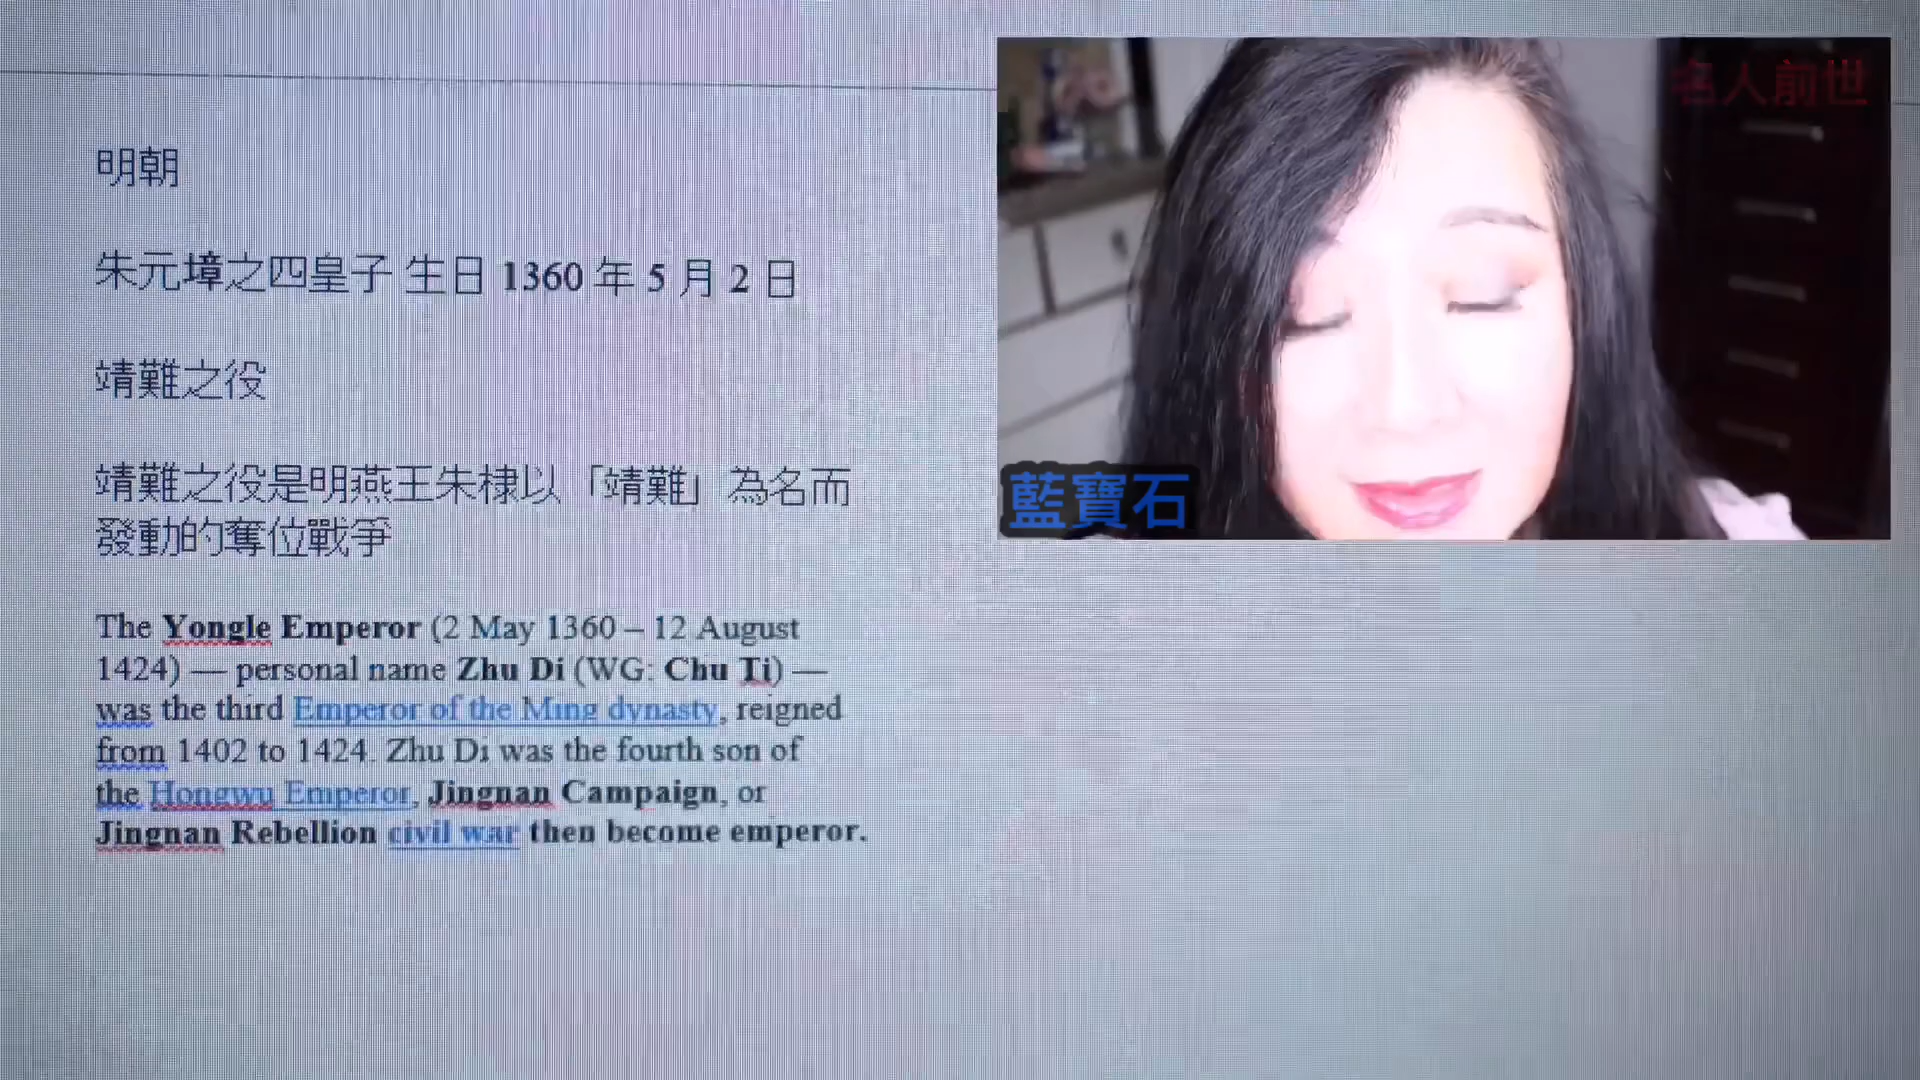 明朝
朱元墇之四皇子 生日 1360 年 5 月 2 日
靖難之役
靖難之役是明燕王朱棣以「靖難」為名而
發動的奪位戰爭
The Yongle Emperor (2 May 1360 – 12 August
1424) — personal name Zhu Di (WG: Chu Ti) —
was the third Emperor of the Ming dynasty, reigned
from 1402 to 1424. Zhu Di was the fourth son of
the Hongwu Emperor, Jingnan Campaign, or
Jingnan Rebellion civil war then become emperor.
名人前世
藍寶石